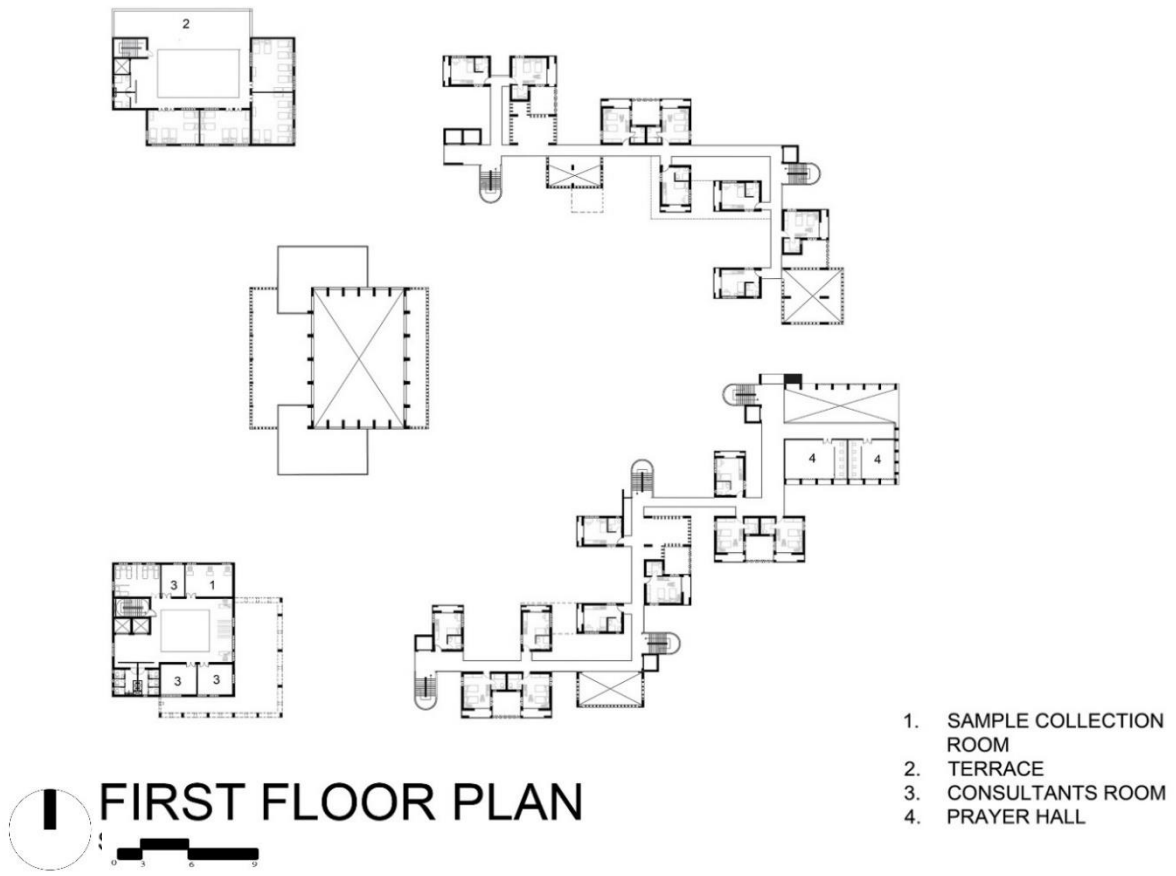 2
4
4
3
1
3
3
1. SAMPLE COLLECTION
ROOM
2. TERRACE
3. CONSULTANTS ROOM
4. PRAYER HALL
FIRST FLOOR PLAN
0 3 6 9